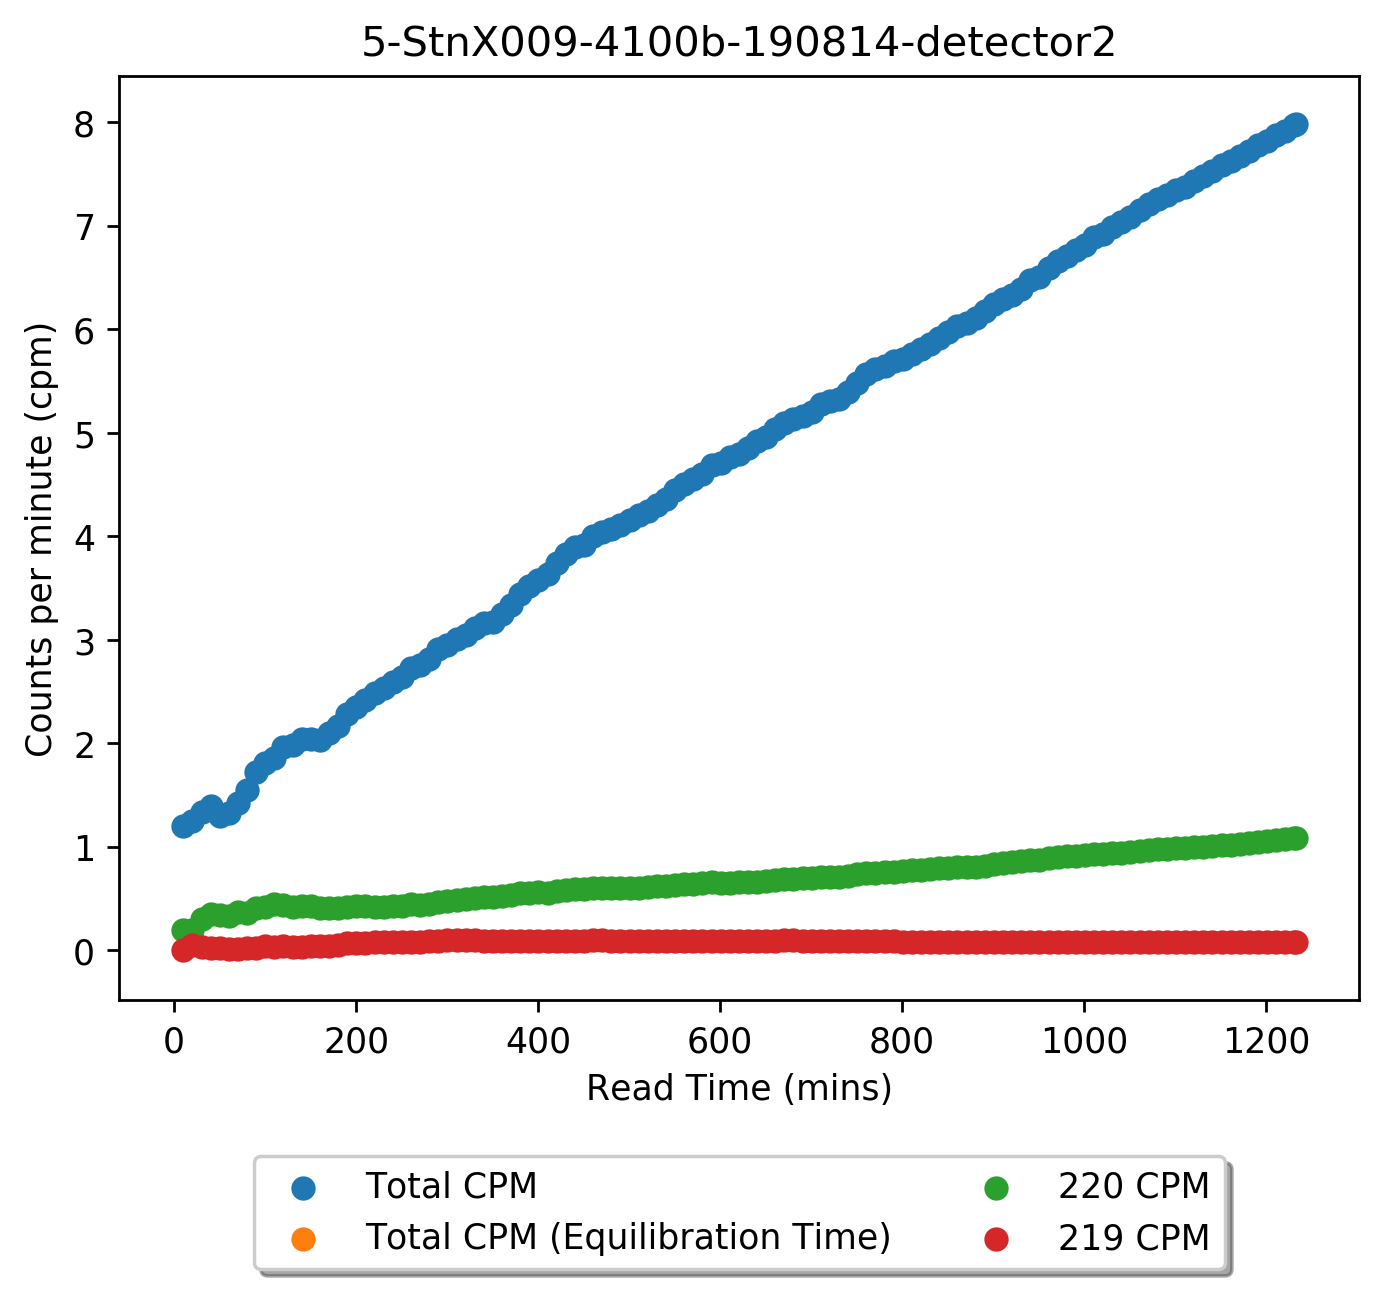 5-StnX009-4100b-190814-detector2
Counts per minute (cpm)
8
7
6
5
4
3
2
1
0
0 200 400 600 800 1000 1200
Read Time (mins)
Total CPM
Total CPM (Equilibration Time)
220 CPM
219 CPM